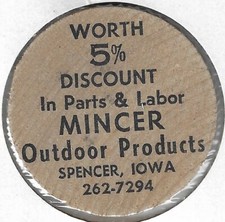 WORTH
5%
DISCOUNT
In Parts & Labor
MINCER
Outdoor Products
SPENCER, IOWA
262-7294